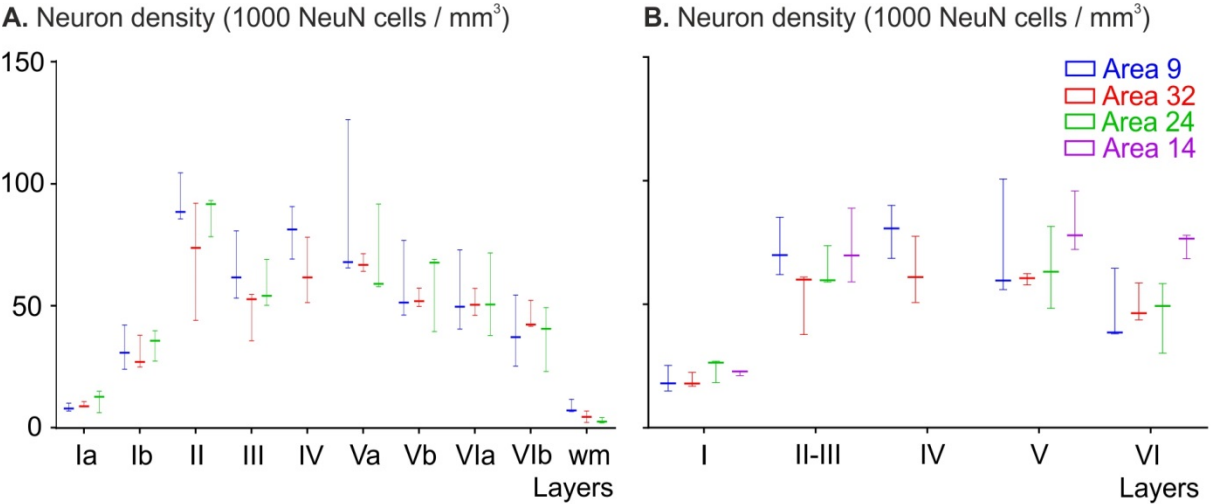 A. Neuron density (1000 NeuN cells / mm³)
150
100
50
0
Ia Ib II III IV Va Vb VIa VIb wm
Layers
B. Neuron density (1000 NeuN cells / mm³)
Area 9
Area 32
Area 24
Area 14
I II-III IV V VI
Layers